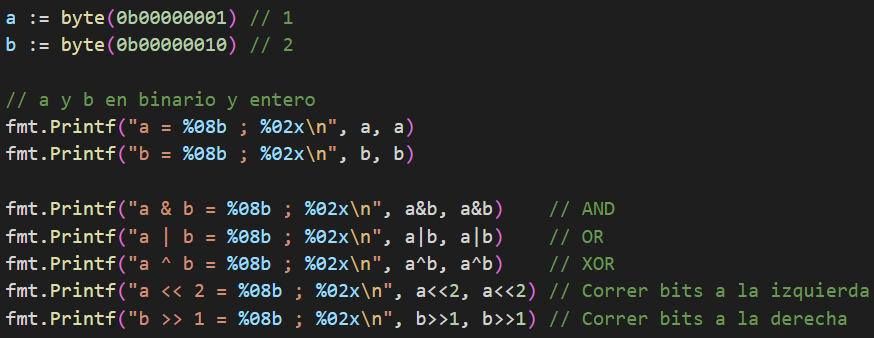 a := byte(0b00000001) // 1
b := byte(0b00000010) // 2
// a y b en binario y entero
fmt.Printf("a = %08b ; %02x\n", a, a)
fmt.Printf("b = %08b ; %02x\n", b, b)
fmt.Printf("a & b = %08b ; %02x\n", a&b, a&b)    // AND
fmt.Printf("a | b = %08b ; %02x\n", a|b, a|b)    // OR
fmt.Printf("a ^ b = %08b ; %02x\n", a^b, a^b)    // XOR
fmt.Printf("a << 2 = %08b ; %02x\n", a<<2, a<<2) // Correr bits a la izquierda
fmt.Printf("b >> 1 = %08b ; %02x\n", b>>1, b>>1) // Correr bits a la derecha